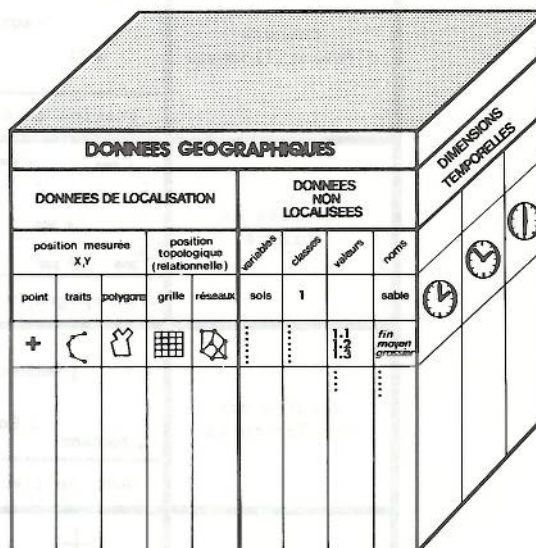 DONNEES GEOGRAPHIQUES
DIMENSIONS
TEMPORELLES
DONNEES DE LOCALISATION
DONNEES
NON
LOCALISEES
position mesurée
X,Y
position
topologique
(relationnelle)
variables
classes
valeurs
noms
point
traits
polygons
grille
réseaux
sols
1
sable
1.1
1.2
1.3
fin
moyen
grossier